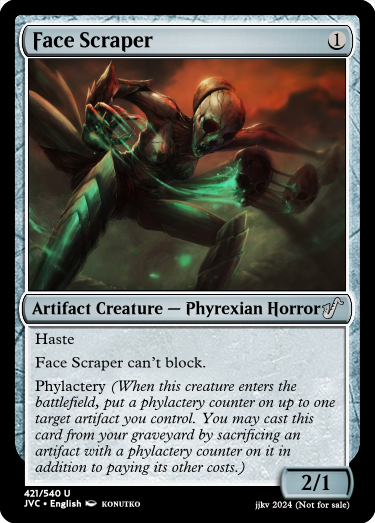 Face Scraper 1
Artifact Creature — Phyrexian Horror
Haste
Face Scraper can't block.
Phylactery (When this creature enters the
battlefield, put a phylactery counter on up to one
target artifact you control. You may cast this
card from your graveyard by sacrificing an
artifact with a phylactery counter on it in
addition to paying its other costs.)
2/1
421/540 U
JVC • English KONUTKO
jjkv 2024 (Not for sale)